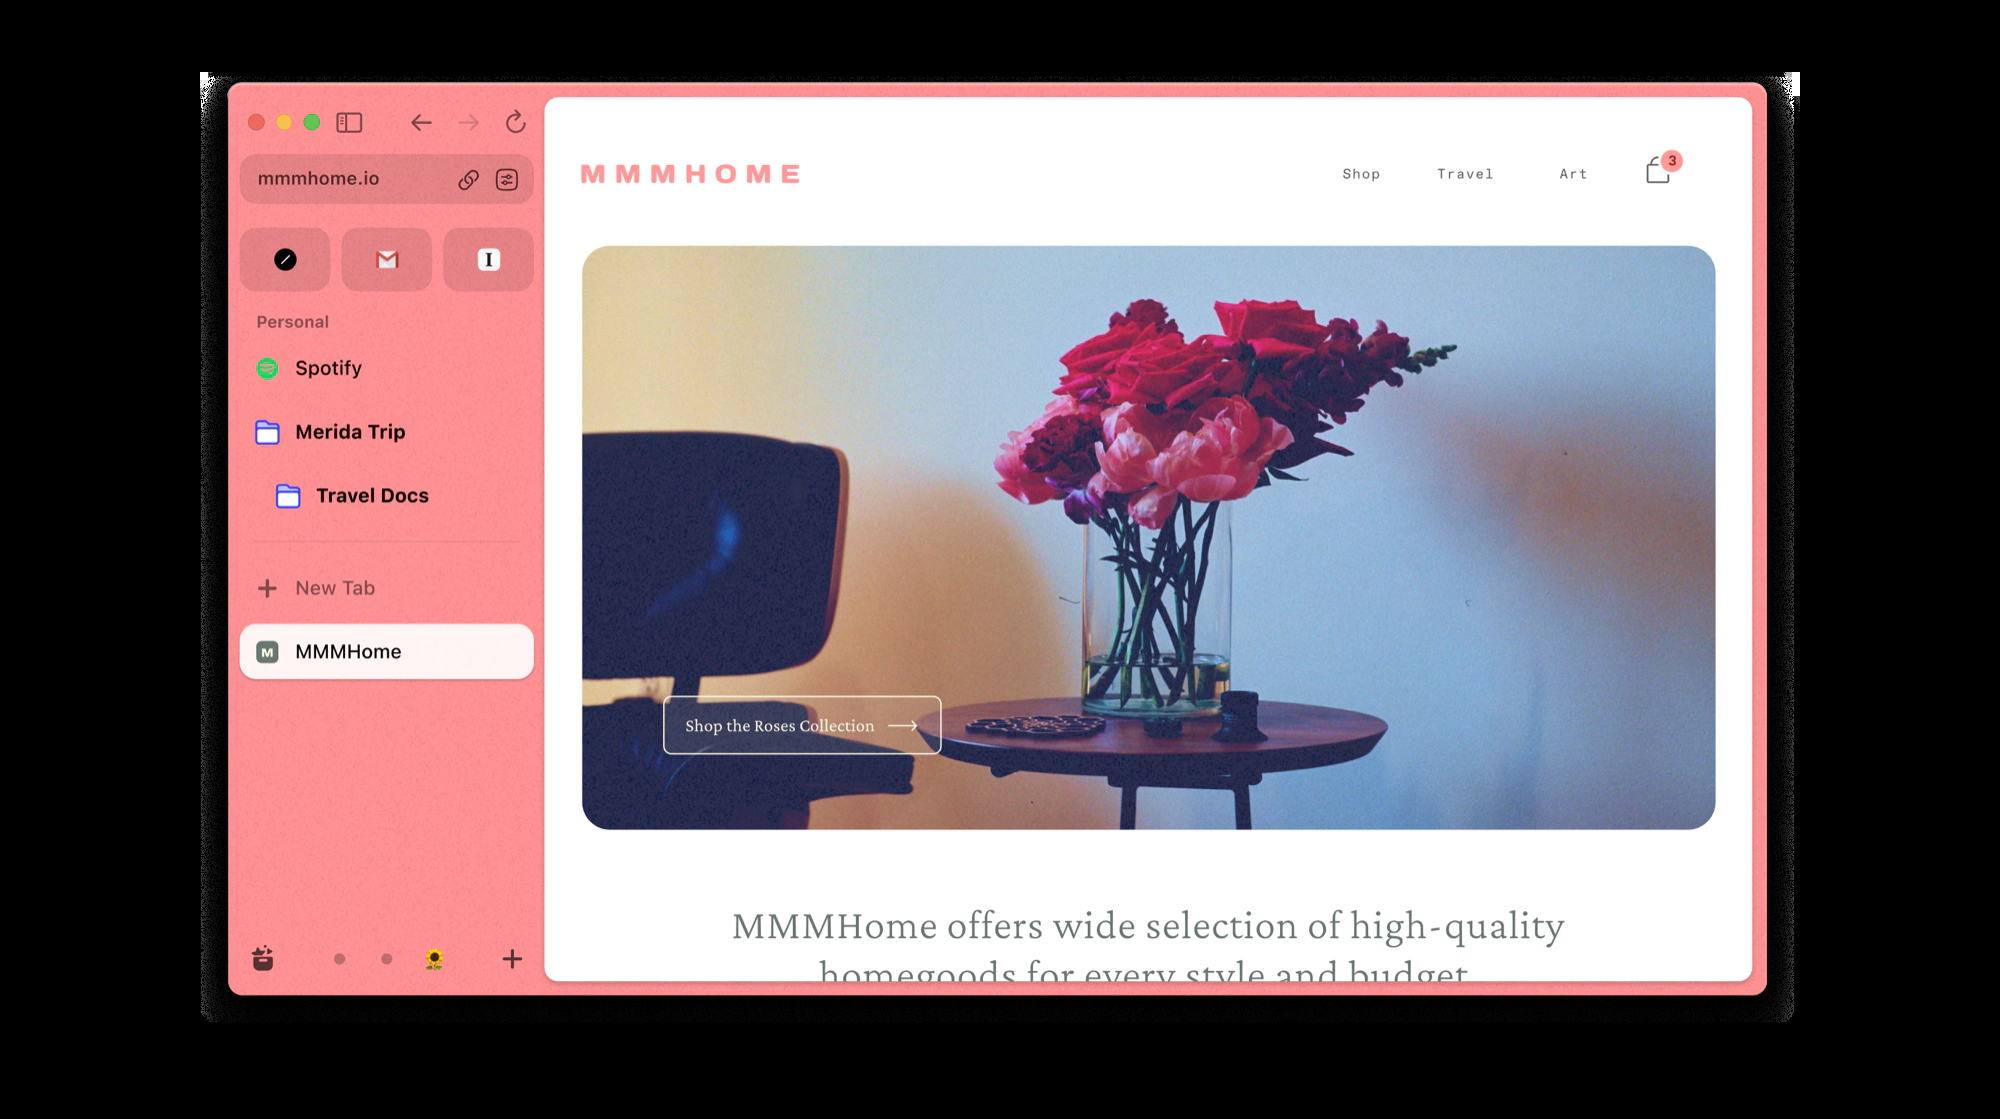 mmmhome.io
I
Personal
Spotify
Merida Trip
Travel Docs
New Tab
M MMMHome
MMMHOME
Shop Travel Art 3
Shop the Roses Collection
MMMHome offers wide selection of high-quality
homegoods for every style and budget